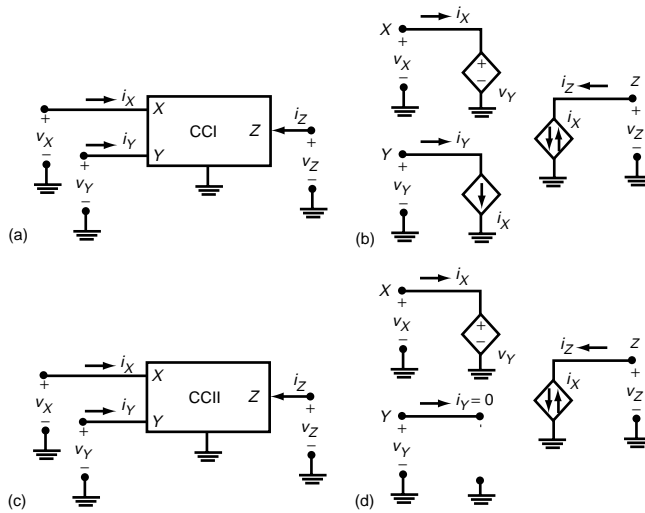 i_X
X
CCI
Z
i_Z
+
v_X
−
i_Y
Y
+
v_Y
−
+
v_Z
−
(a)
X
i_X
+
v_X
−
+
−
v_Y
Y
i_Y
+
v_Y
−
i_X
i_Z
Z
i_X
+
v_Z
−
(b)
i_X
X
CCII
Z
i_Z
+
v_X
−
i_Y
Y
+
v_Y
−
+
v_Z
−
(c)
X
i_X
+
v_X
−
+
−
v_Y
Y
i_Y = 0
+
v_Y
−
i_Z
Z
i_X
+
v_Z
−
(d)